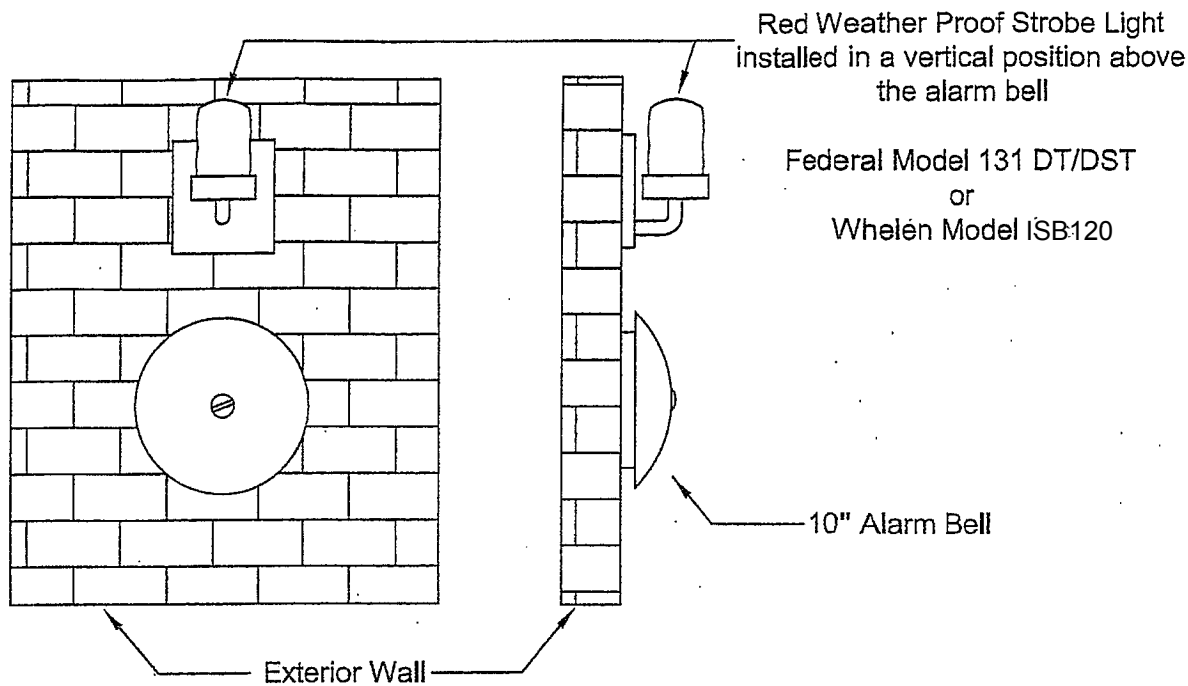 Red Weather Proof Strobe Light
installed in a vertical position above
the alarm bell
Federal Model 131 DT/DST
or
Whelen Model ISB120
10" Alarm Bell
Exterior Wall